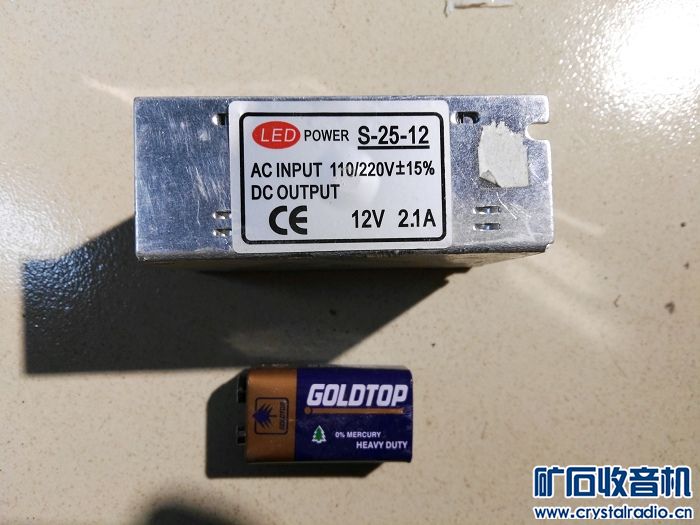 LED POWER S-25-12
AC INPUT 110/220V±15%
DC OUTPUT
CE 12V 2.1A
GOLDTOP
GOLDTOP
0% MERCURY
HEAVY DUTY
矿石收音机
www.crystalradio.cn